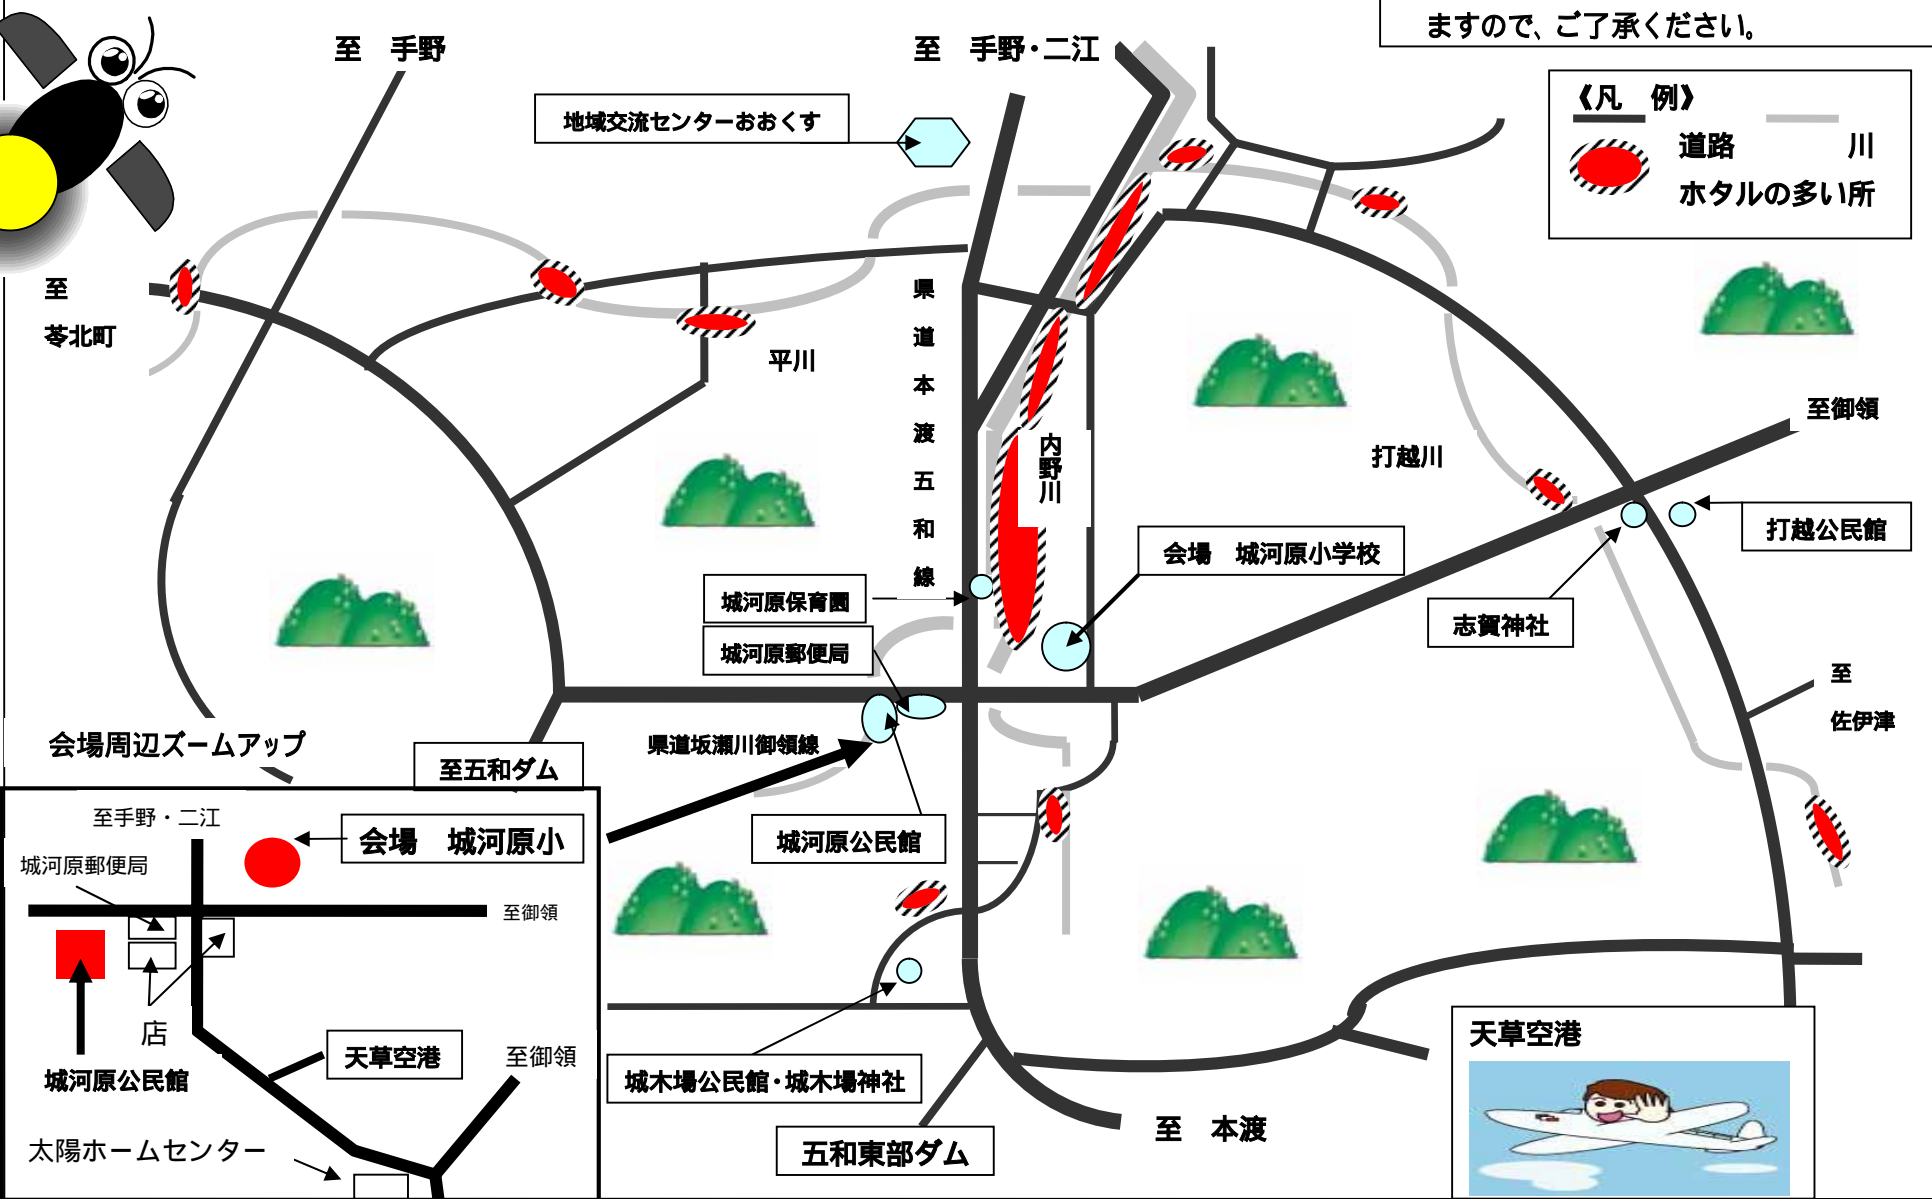 ますので、ご了承ください。
至　手野
至　手野・二江
地域交流センターおおくす
《凡　例》
道路
川
ホタルの多い所
至
苓北町
平川
県道本渡五和線
内野川
打越川
至御領
打越公民館
会場　城河原小学校
城河原保育園
城河原郵便局
志賀神社
至
佐伊津
会場周辺ズームアップ
至五和ダム
県道坂瀬川御領線
城河原公民館
至手野・二江
会場　城河原小
城河原郵便局
至御領
店
城河原公民館
天草空港
至御領
太陽ホームセンター
城木場公民館・城木場神社
五和東部ダム
至　本渡
天草空港